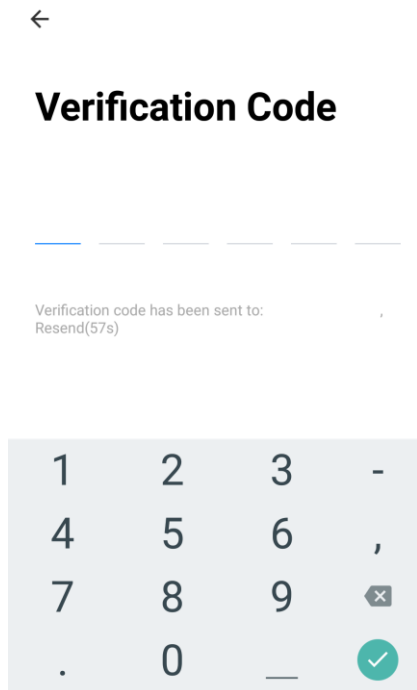 Verification Code
Verification code has been sent to: ,
Resend(57s)
1 2 3 -
4 5 6 ,
7 8 9
. 0 _